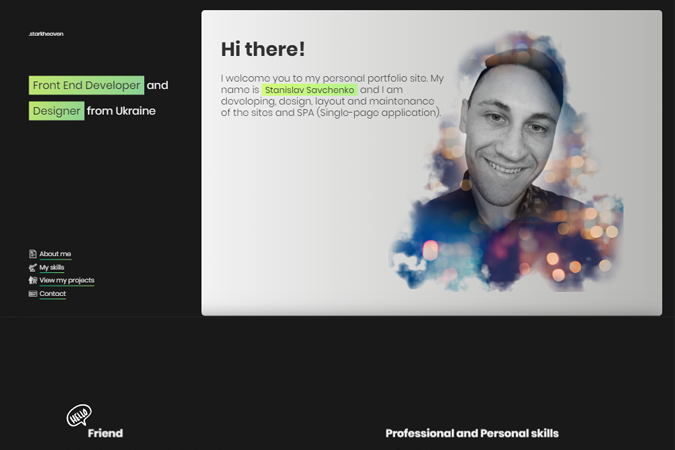 .starkheaven
Front End Developer and
Designer from Ukraine
About me
My skills
View my projects
Contact
Hi there!
I welcome you to my personal portfolio site. My
name is Stanislav Savchenko and I am
developing, design, layout and maintenance
of the sites and SPA (Single-page application).
HELLO
Friend
Professional and Personal skills